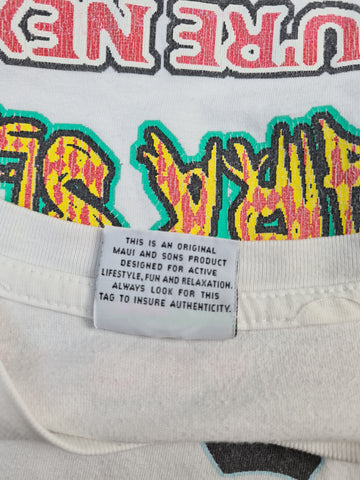 U'RE NEX
THIS IS AN ORIGINAL
MAUI AND SONS PRODUCT
DESIGNED FOR ACTIVE
LIFESTYLE, FUN AND RELAXATION.
ALWAYS LOOK FOR THIS
TAG TO INSURE AUTHENTICITY.